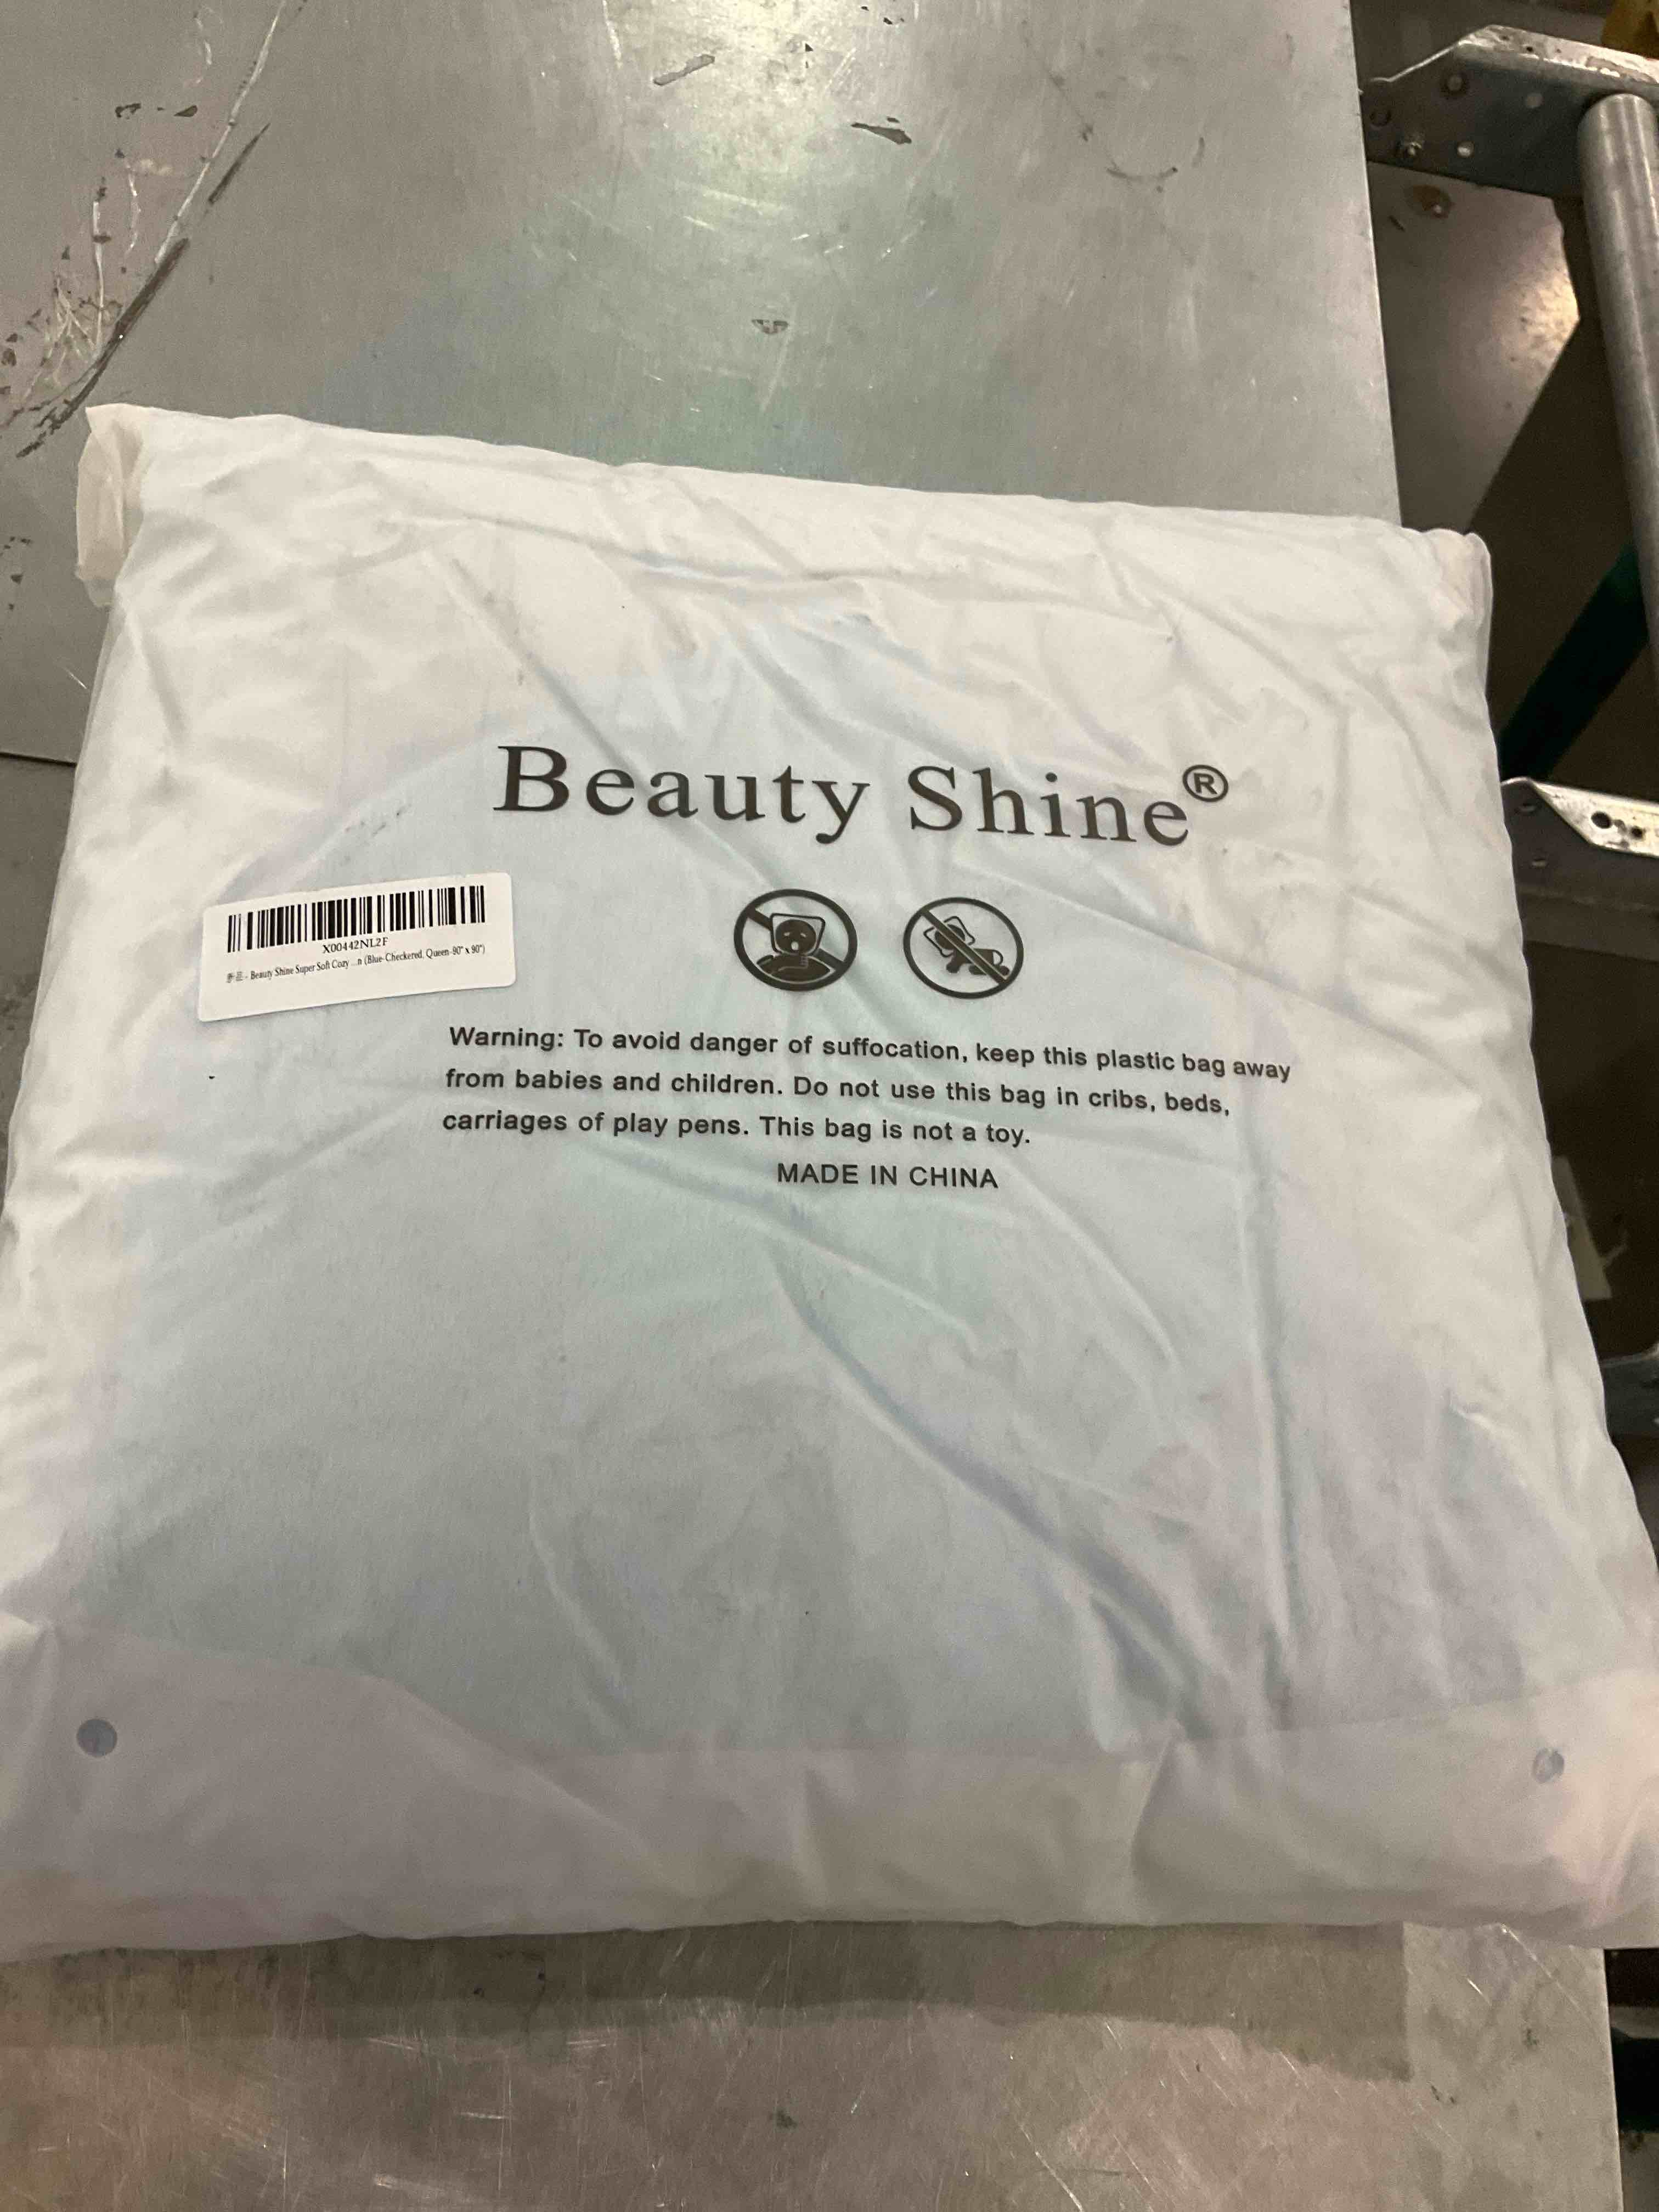 Beauty Shine®
X00442NL2F
新品 - Beauty Shine Super Soft Cozy ...n (Blue-Checkered, Queen-90" x 90")
Warning: To avoid danger of suffocation, keep this plastic bag away
from babies and children. Do not use this bag in cribs, beds,
carriages of play pens. This bag is not a toy.
MADE IN CHINA